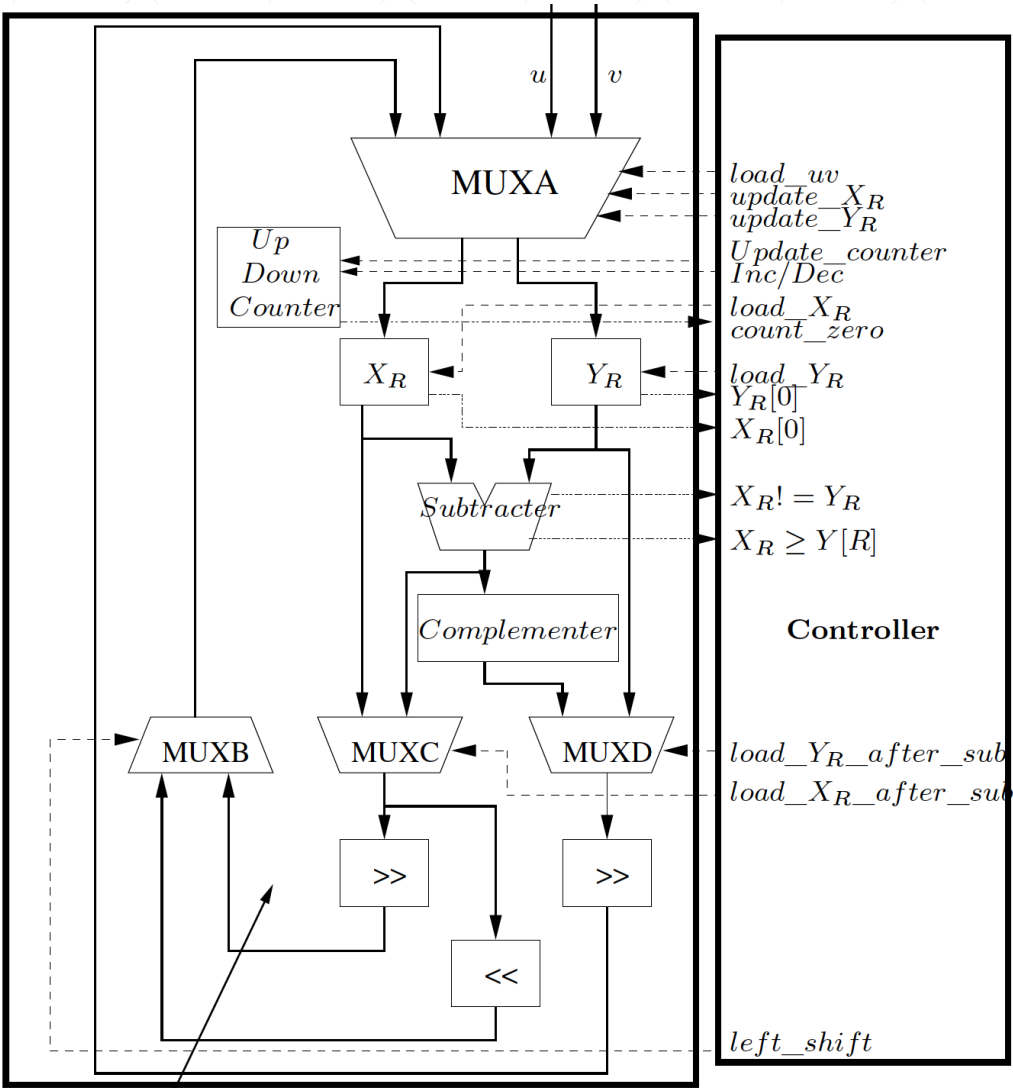 u v
MUXA
load_uv
update_X_R
update_Y_R
Up
Down
Counter
Update_counter
Inc/Dec
load_X_R
count_zero
X_R
Y_R
load_Y_R
Y_R[0]
X_R[0]
Subtracter
X_R! = Y_R
X_R ≥ Y[R]
Complementer
Controller
MUXB
MUXC
MUXD
load_Y_R_after_sub
load_X_R_after_sub
>>
>>
<<
left_shift